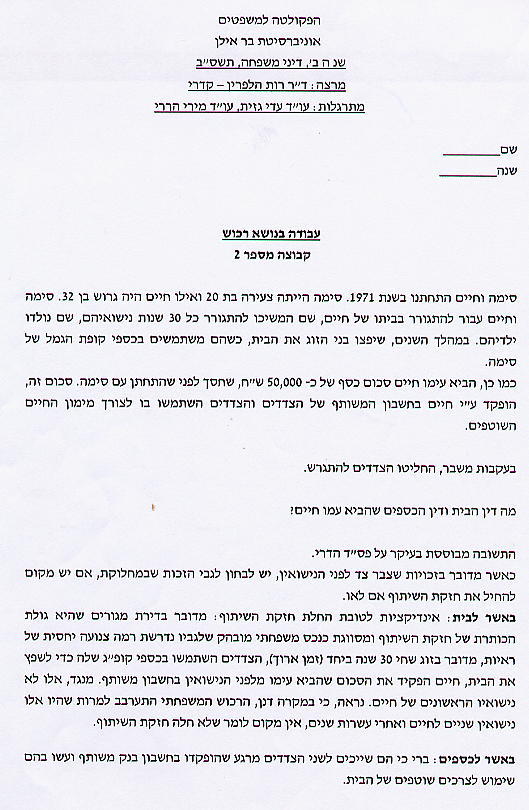 הפקולטה למשפטים
אוניברסיטת בר אילן
שנ ה ב', דיני משפחה, תשס״ב
מרצה: ד״ר רות הלפרין – קדרי
מתרגלות: עו״ד עדי גזית, עו״ד מירי הררי
שם________
שנה________
עבודה בנושא רכוש
קבוצה מספר 2
סימה וחיים התחתנו בשנת 1971. סימה הייתה צעירה בת 20 ואילו חיים היה גרוש בן 32. סימה
וחיים עבור להתגורר בביתו של חיים, שם המשיכו להתגורר כל 30 שנות נישואיהם, שם נולדו
ילדיהם. במהלך השנים, שיפצו בני הזוג את הבית, כשהם משתמשים בכספי קופת הגמל של
סימה.
כמו כן, הביא עימו חיים סכום כסף של כ- 50,000 ש״ח, שחסך לפני שהתחתן עם סימה. סכום זה,
הופקד ע״י חיים בחשבון המשותף של הצדדים והצדדים השתמשו בו לצורך מימון החיים
השוטפים.
בעקבות משבר, החליטו הצדדים להתגרש.
מה דין הבית ודין הכספים שהביא עמו חיים?
התשובה מבוססת בעיקר על פס״ד הדרי.
כאשר מדובר בזכויות שצבר צד לפני הנישואין, יש לבחון לגבי הזכות שבמחלוקת, אם יש מקום
להחיל את חזקת השיתוף אם לאו.
באשר לבית: אינדיקציות לטובת החלת חזקת השיתוף: מדובר בדירת מגורים שהיא גולת
הכותרת של חזקת השיתוף ומסווגת כנכס משפחתי מובהק שלגביו נדרשת רמה צנועה יחסית של
ראיות, מדובר בזוג שחי 30 שנה ביחד (זמן ארוך), הצדדים השתמשו בכספי קופ״ג שלה כדי לשפץ
את הבית, חיים הפקיד את הסכום שהביא עימו מלפני הנישואין בחשבון משותף. מנגד, אלו לא
נישואיו הראשונים של חיים. נראה, כי במקרה דנן, הרכוש המשפחתי התערבב למרות שהיו אלו
נישואין שניים לחיים ואחרי עשרות שנים, אין מקום לומר שלא חלה חזקת השיתוף.
באשר לכספים: ברי כי הם שייכים לשני הצדדים מרגע שהופקדו בחשבון בנק משותף ועשו בהם
שימוש לצרכים שוטפים של הבית.